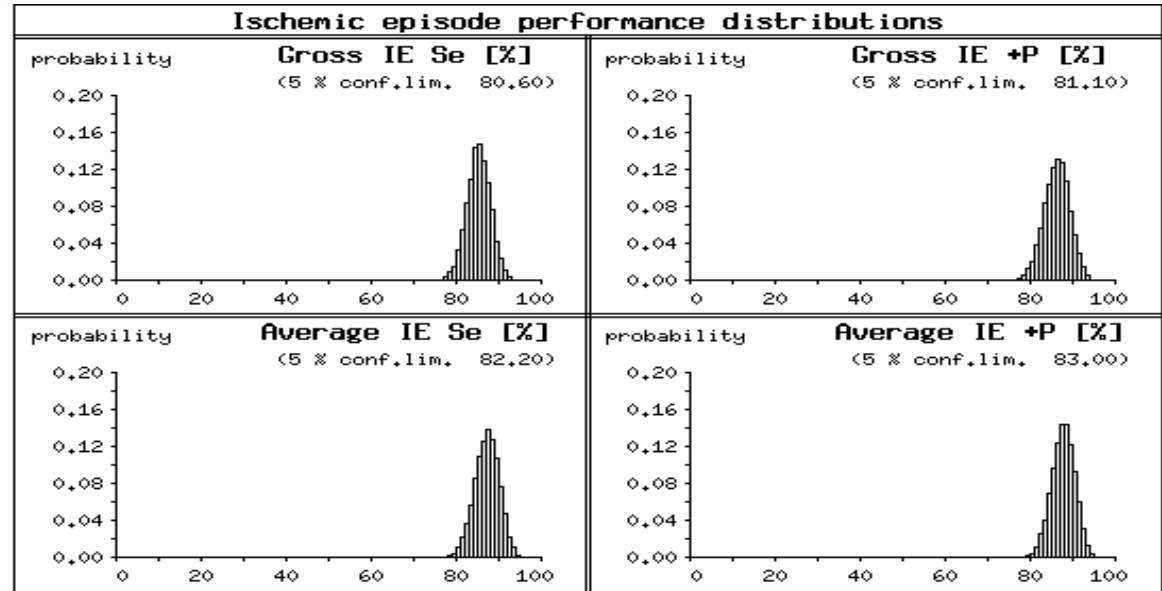 Ischemic episode performance distributions
probability Gross IE Se [%]
(5 % conf.lim. 80.60)
0.20
0.16
0.12
0.08
0.04
0.00
0 20 40 60 80 100
probability Gross IE +P [%]
(5 % conf.lim. 81.10)
0.20
0.16
0.12
0.08
0.04
0.00
0 20 40 60 80 100
probability Average IE Se [%]
(5 % conf.lim. 82.20)
0.20
0.16
0.12
0.08
0.04
0.00
0 20 40 60 80 100
probability Average IE +P [%]
(5 % conf.lim. 83.00)
0.20
0.16
0.12
0.08
0.04
0.00
0 20 40 60 80 100